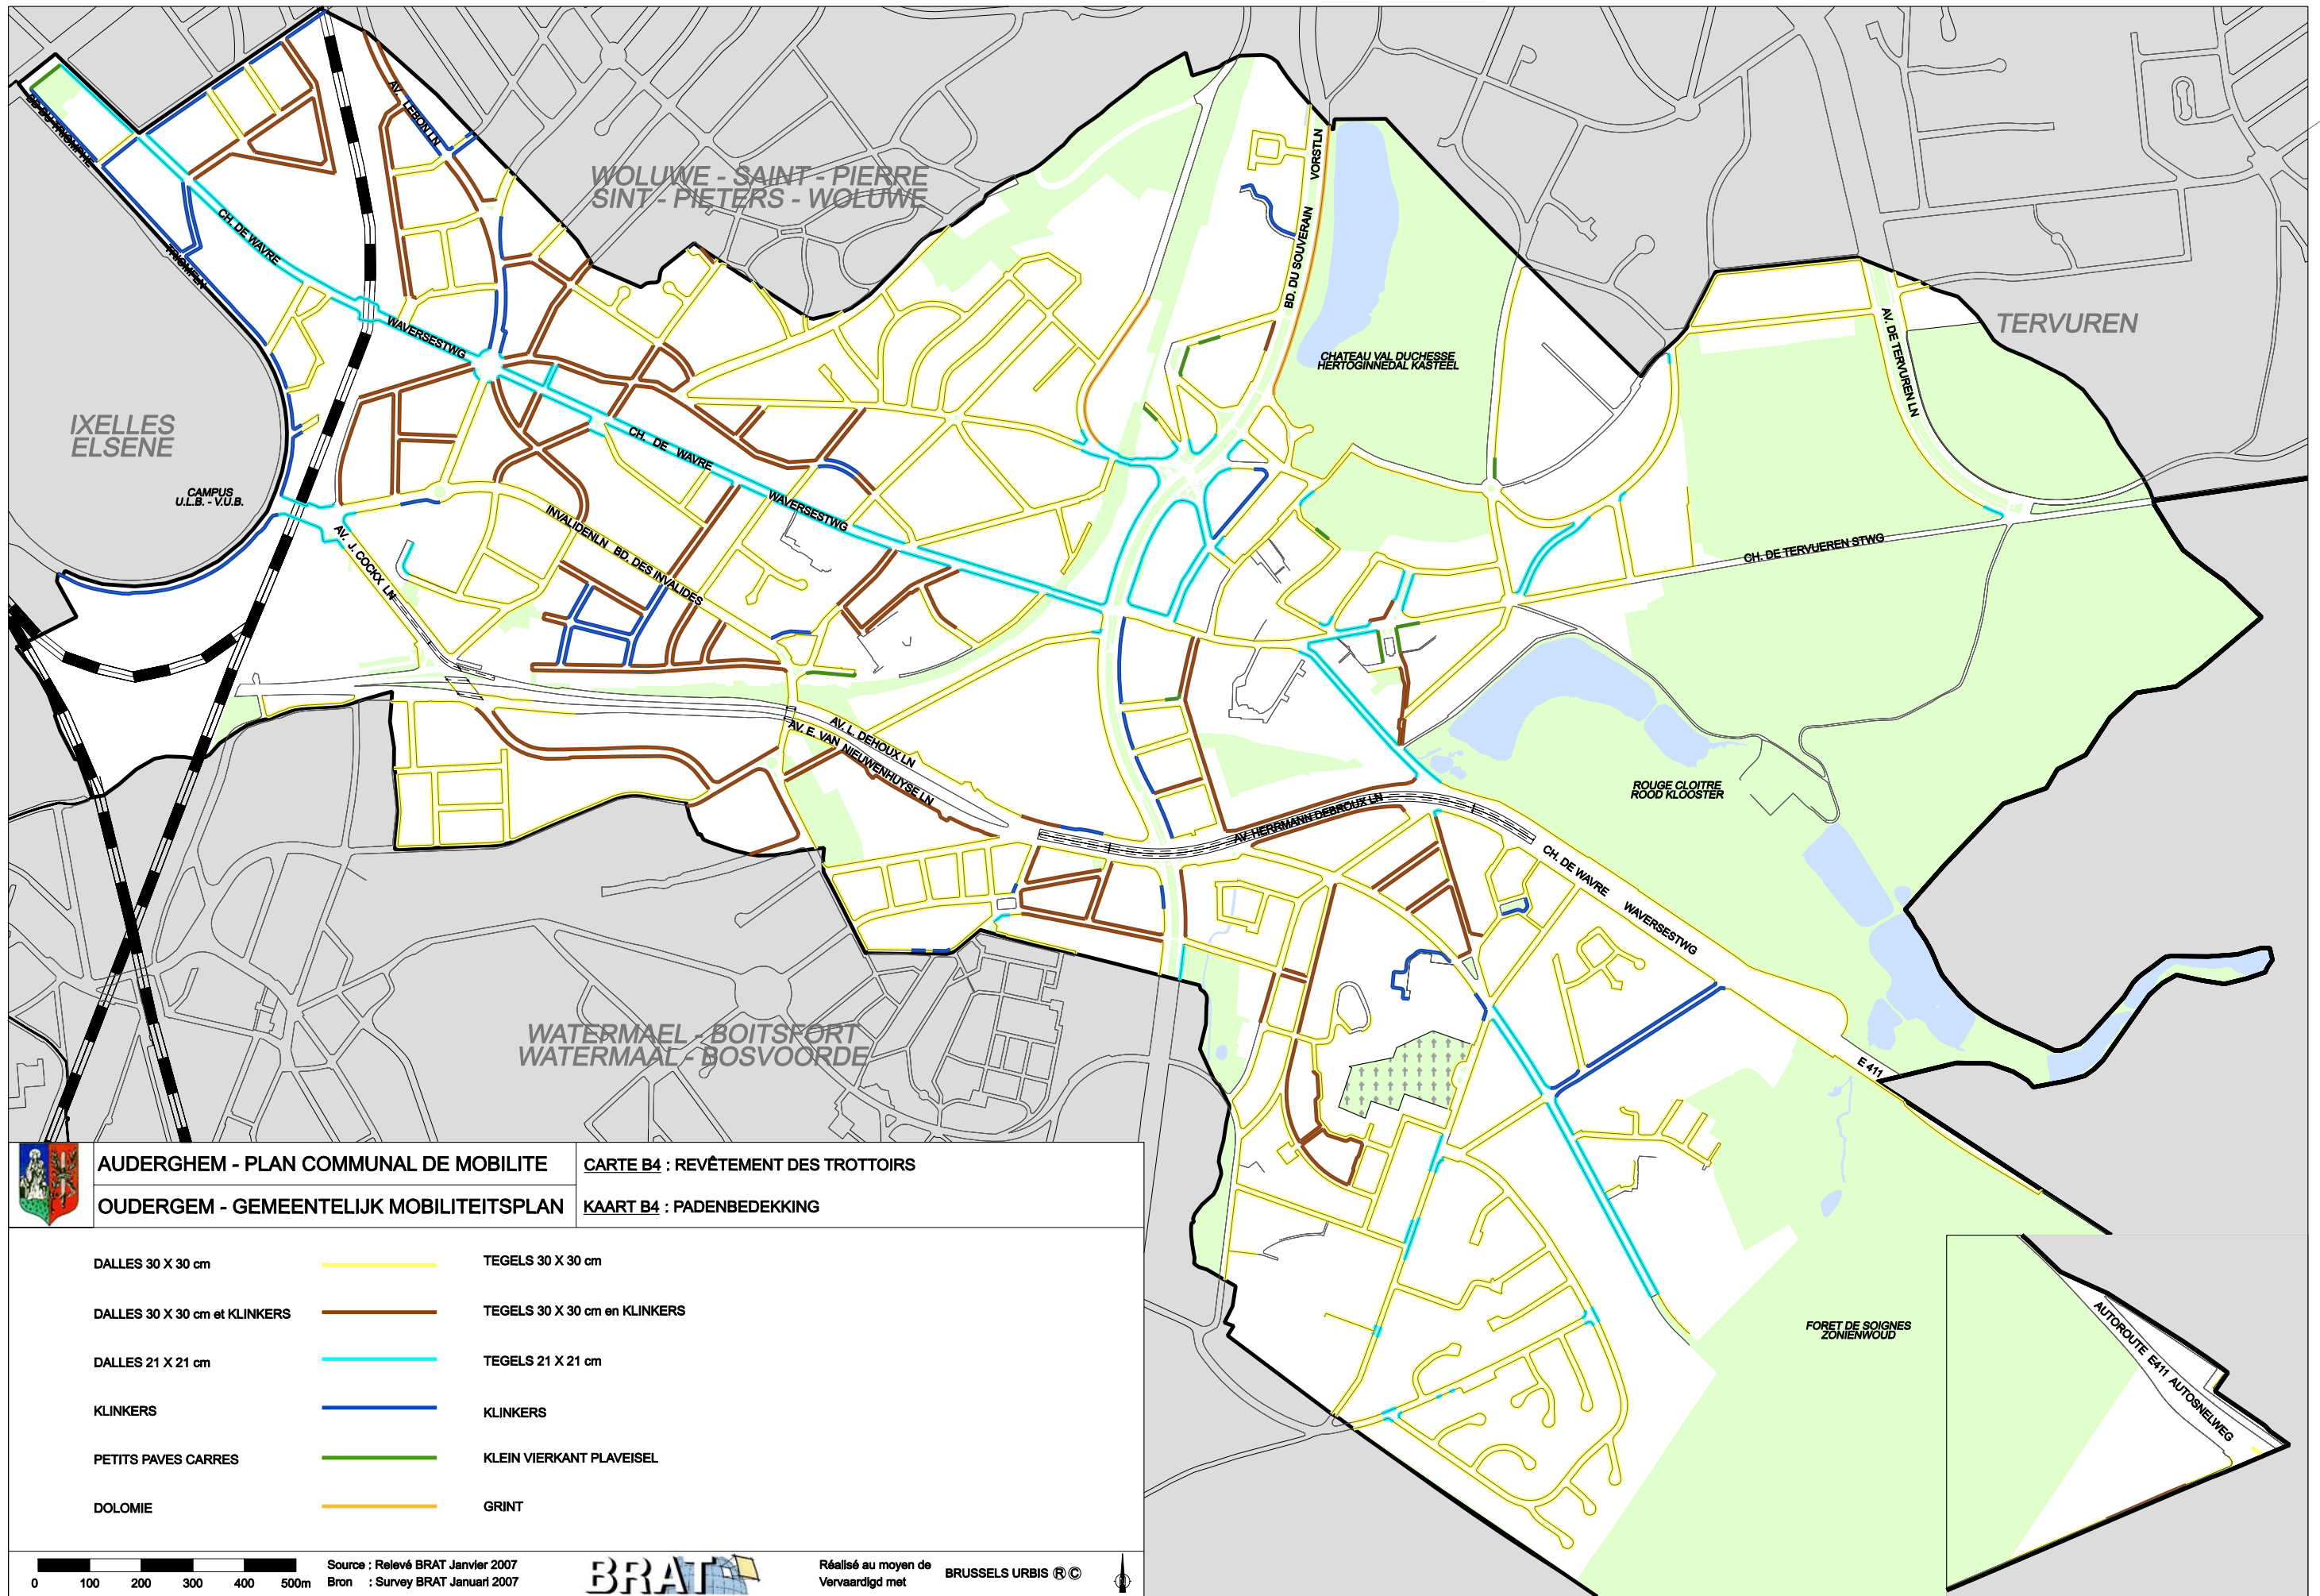 BD DU TRIOMPHE
TRIOMFLN
AV. LEBON LN
CH. DE WAVRE
WAVERSESTWG
WOLUWE - SAINT - PIERRE
SINT - PIETERS - WOLUWE
VORSTLN
BD. DU SOUVERAIN
CHATEAU VAL DUCHESSE
HERTOGINNEDAL KASTEEL
TERVUREN
AV. DE TERVUREN LN
IXELLES
ELSENE
CAMPUS
U.L.B. - V.U.B.
CH. DE WAVRE
WAVERSESTWG
AV. J. COCKX LN
INVALIDENLN BD. DES INVALIDES
CH. DE TERVUEREN STWG
AV. L. DEHOUX LN
AV. E. VAN NIEUWENHUYSE LN
AV. HERRMANN DEBROUX LN
ROUGE CLOITRE
ROOD KLOOSTER
CH. DE WAVRE WAVERSESTWG
E 411
WATERMAEL - BOITSFORT
WATERMAAL - BOSVOORDE
FORET DE SOIGNES
ZONIENWOUD
AUTOROUTE E411 AUTOSNELWEG
AUDERGHEM - PLAN COMMUNAL DE MOBILITE
OUDERGEM - GEMEENTELIJK MOBILITEITSPLAN
CARTE B4 : REVÊTEMENT DES TROTTOIRS
KAART B4 : PADENBEDEKKING
DALLES 30 X 30 cm TEGELS 30 X 30 cm
DALLES 30 X 30 cm et KLINKERS TEGELS 30 X 30 cm en KLINKERS
DALLES 21 X 21 cm TEGELS 21 X 21 cm
KLINKERS KLINKERS
PETITS PAVES CARRES KLEIN VIERKANT PLAVEISEL
DOLOMIE GRINT
0 100 200 300 400 500m
Source : Relevé BRAT Janvier 2007
Bron : Survey BRAT Januari 2007
BRAT
Réalisé au moyen de
Vervaardigd met
BRUSSELS URBIS ® ©